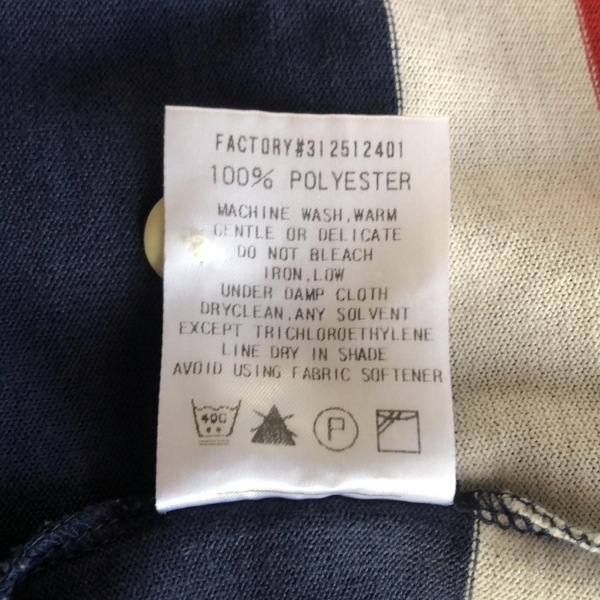 FACTORY#312512401
100% POLYESTER
MACHINE WASH,WARM
GENTLE OR DELICATE
DO NOT BLEACH
IRON,LOW
UNDER DAMP CLOTH
DRYCLEAN,ANY SOLVENT
EXCEPT TRICHLOROETHYLENE
LINE DRY IN SHADE
AVOID USING FABRIC SOFTENER
40C P